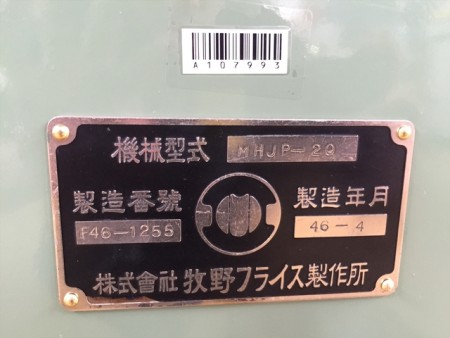 A107993
機械型式 MHJP-20
製造番號 製造年月
F46-1255 46-4
株式會社 牧野フライス製作所